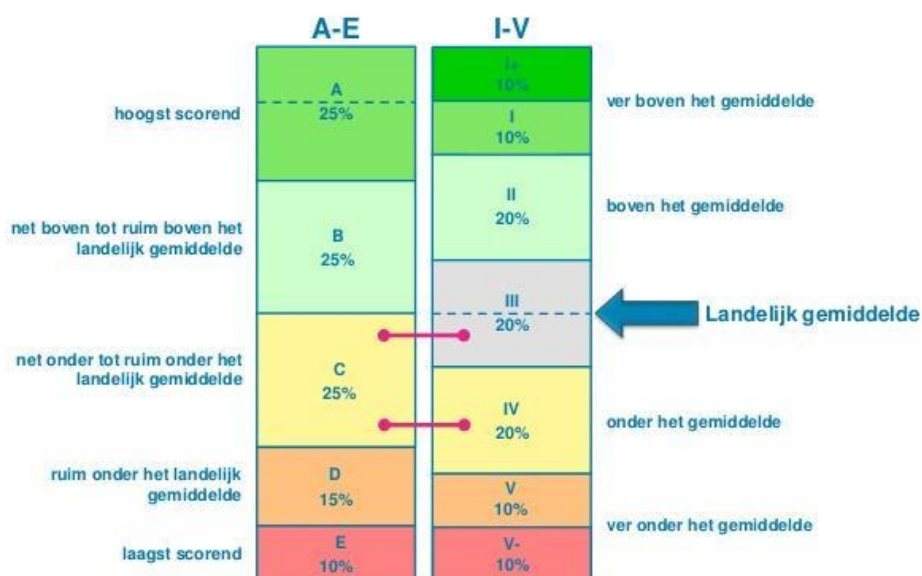 A-E
I-V
hoogst scorend
A
25%
I+
10%
I
10%
ver boven het gemiddelde
net boven tot ruim boven het
landelijk gemiddelde
B
25%
II
20%
boven het gemiddelde
III
20%
Landelijk gemiddelde
net onder tot ruim onder het
landelijk gemiddelde
C
25%
IV
20%
onder het gemiddelde
ruim onder het landelijk
gemiddelde
D
15%
V
10%
ver onder het gemiddelde
laagst scorend
E
10%
V-
10%